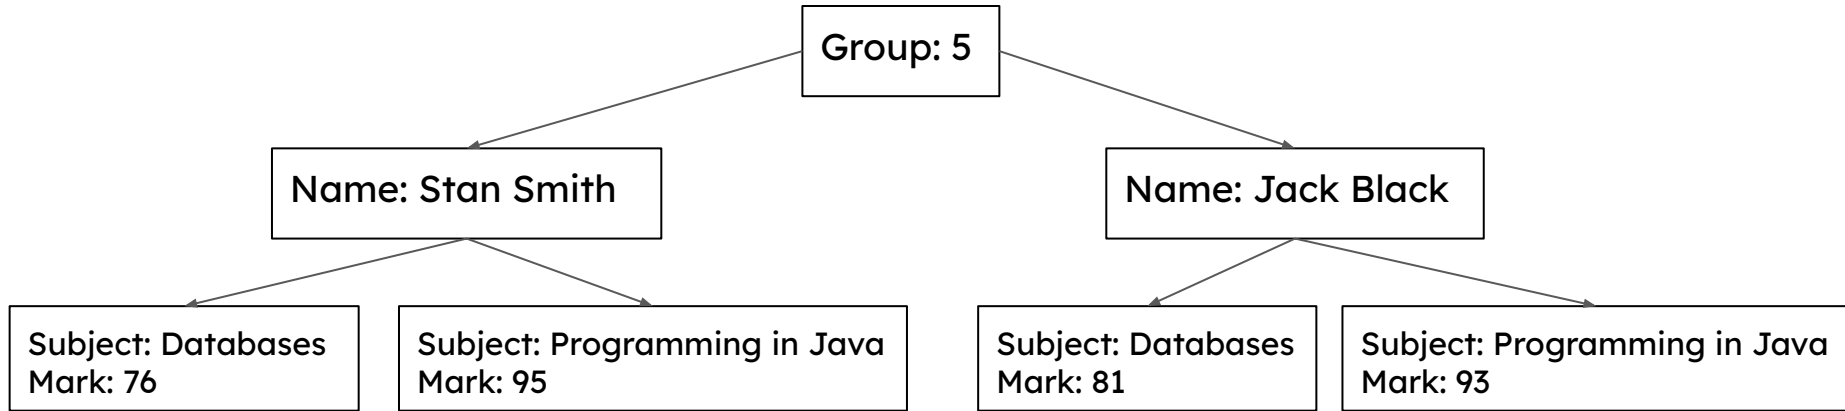 Group: 5
Name: Stan Smith
Name: Jack Black
Subject: Databases
Mark: 76
Subject: Programming in Java
Mark: 95
Subject: Databases
Mark: 81
Subject: Programming in Java
Mark: 93